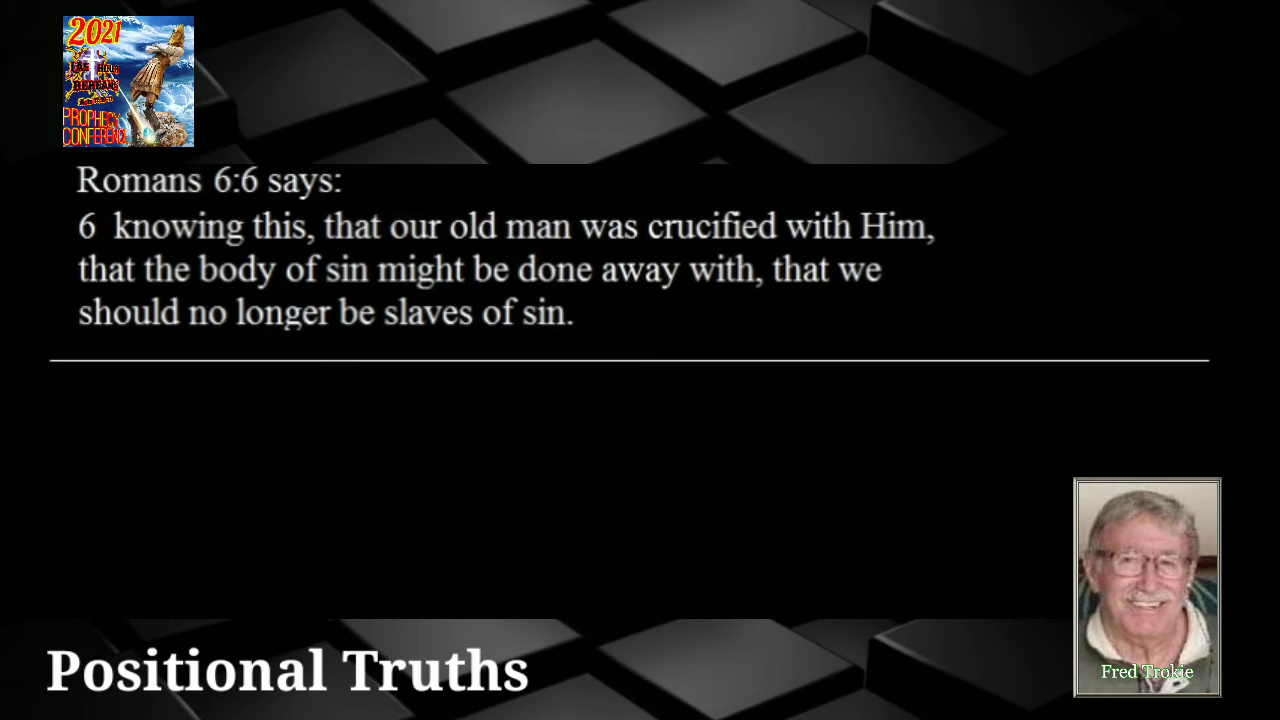 2021
PROPHECY
CONFERENCE
Romans 6:6 says:
6 knowing this, that our old man was crucified with Him,
that the body of sin might be done away with, that we
should no longer be slaves of sin.
Fred Trokie
Positional Truths